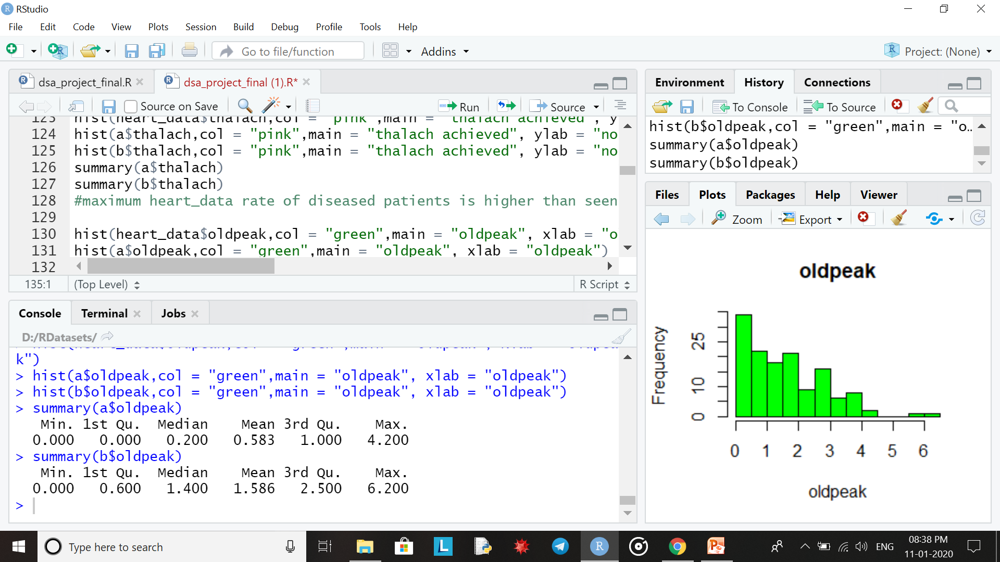 RStudio
File Edit Code View Plots Session Build Debug Profile Tools Help
Go to file/function Addins Project: (None)
dsa_project_final.R dsa_project_final (1).R*
Source on Save Run Source
123 hist(heart_data$thalach,col = "pink",main = "thalach achieved", y
124 hist(a$thalach,col = "pink",main = "thalach achieved", ylab = "no
125 hist(b$thalach,col = "pink",main = "thalach achieved", ylab = "no
126 summary(a$thalach)
127 summary(b$thalach)
128 #maximum heart_data rate of diseased patients is higher than seen
129
130 hist(heart_data$oldpeak,col = "green",main = "oldpeak", xlab = "o
131 hist(a$oldpeak,col = "green",main = "oldpeak", xlab = "oldpeak")
132
135:1 (Top Level) R Script
Console Terminal Jobs
D:/RDatasets/
k")
> hist(a$oldpeak,col = "green",main = "oldpeak", xlab = "oldpeak")
> hist(b$oldpeak,col = "green",main = "oldpeak", xlab = "oldpeak")
> summary(a$oldpeak)
Min. 1st Qu. Median Mean 3rd Qu. Max.
0.000 0.000 0.200 0.583 1.000 4.200
> summary(b$oldpeak)
Min. 1st Qu. Median Mean 3rd Qu. Max.
0.000 0.600 1.400 1.586 2.500 6.200
>
Environment History Connections
To Console To Source
hist(b$oldpeak,col = "green",main = "o…
summary(a$oldpeak)
summary(b$oldpeak)
Files Plots Packages Help Viewer
Zoom Export
oldpeak
Frequency
0 10 25
0 1 2 3 4 5 6
oldpeak
Type here to search
ENG
08:38 PM
11-01-2020